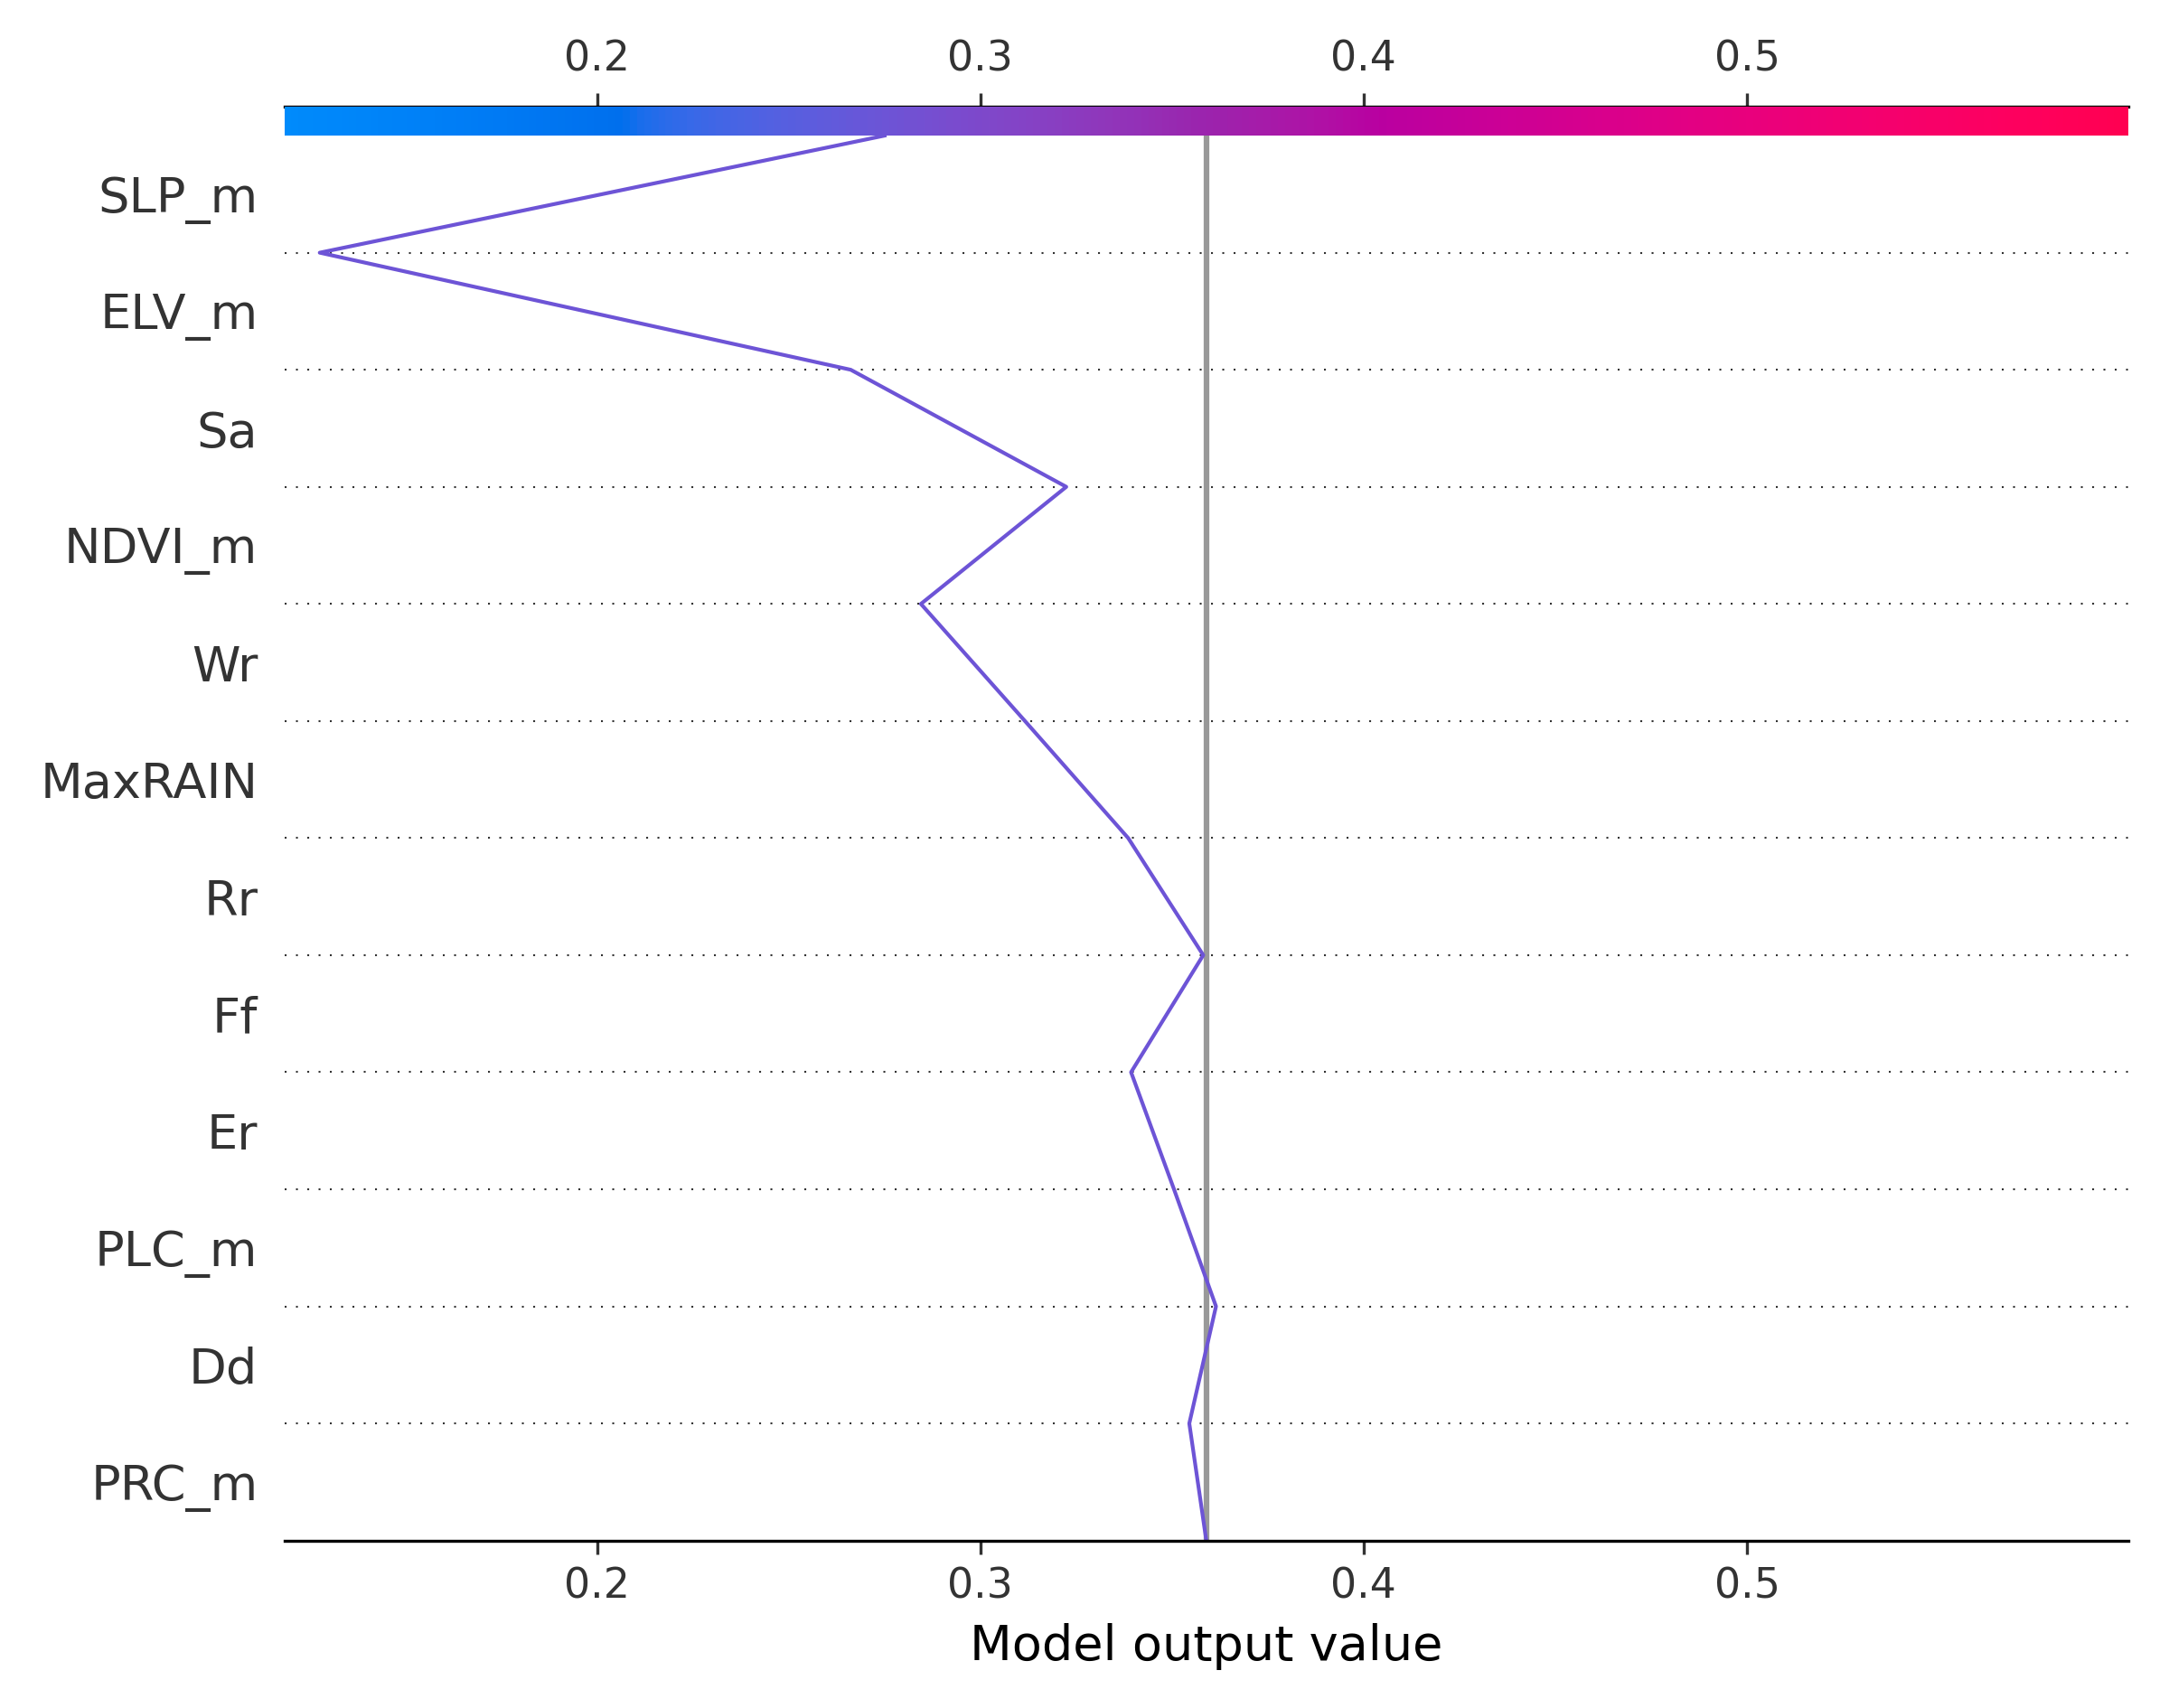 0.2 0.3 0.4 0.5
SLP_m
ELV_m
Sa
NDVI_m
Wr
MaxRAIN
Rr
Ff
Er
PLC_m
Dd
PRC_m
0.2 0.3 0.4 0.5
Model output value